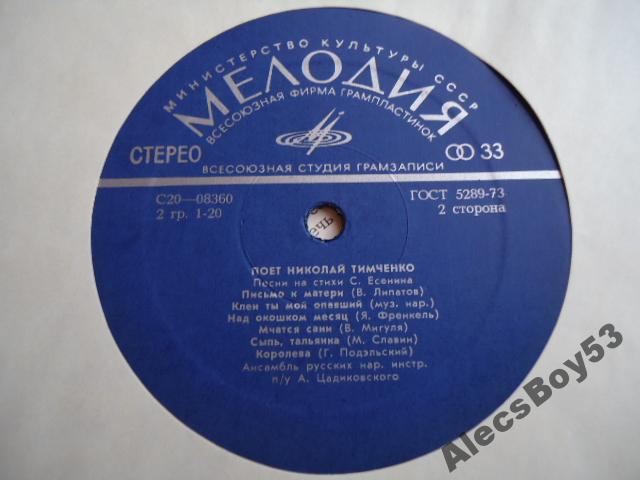 МИНИСТЕРСТВО КУЛЬТУРЫ СССР
МЕЛОДИЯ
ВСЕСОЮЗНАЯ ФИРМА ГРАМПЛАСТИНОК
СТЕРЕО
33
ВСЕСОЮЗНАЯ СТУДИЯ ГРАМЗАПИСИ
С20—08360
ГОСТ 5289-73
2 гр. 1-20
2 сторона
ПОЕТ НИКОЛАЙ ТИМЧЕНКО
Песни на стихи С. Есенина
Письмо к матери (В. Липатов)
Клен ты мой опавший (муз. нар.)
Над окошком месяц (Я. Френкель)
Мчатся сани (В. Мигуля)
Сыпь, тальянка (М. Славин)
Королева (Г. Подэльский)
Ансамбль русских нар. инстр.
п/у А. Цадиковского
AlecsBoy53